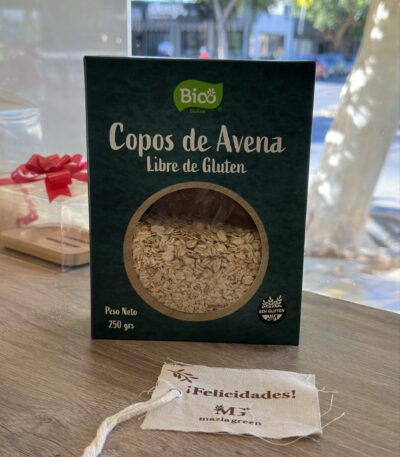 Bio
Copos de Avena
Libre de Gluten
Peso Neto
250 grs
SIN GLUTEN
¡Felicidades!
MG
maziagreen